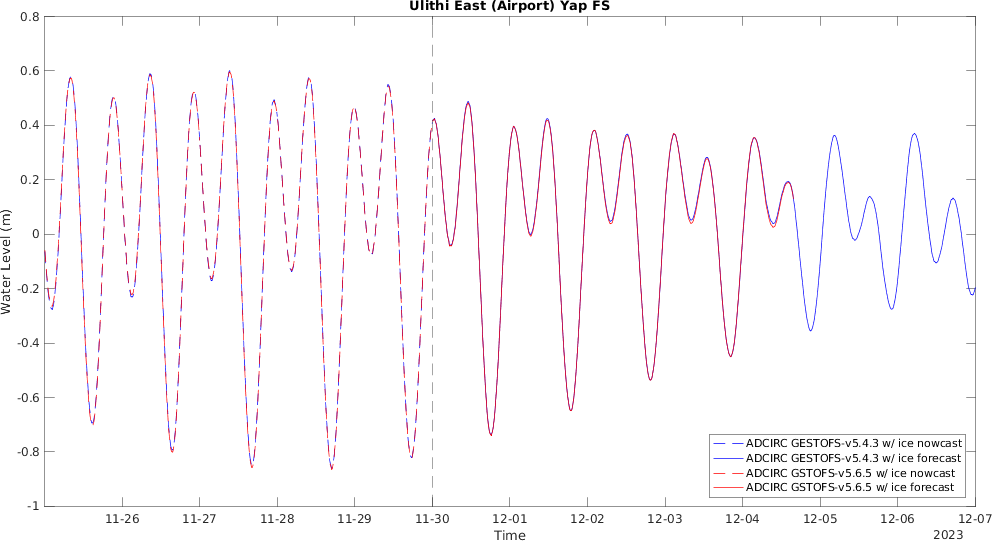 Ulithi East (Airport) Yap FS
0.8
0.6
0.4
0.2
0
-0.2
-0.4
-0.6
-0.8
-1
Water Level (m)
ADCIRC GESTOFS-v5.4.3 w/ ice nowcast
ADCIRC GESTOFS-v5.4.3 w/ ice forecast
ADCIRC GSTOFS-v5.6.5 w/ ice nowcast
ADCIRC GSTOFS-v5.6.5 w/ ice forecast
11-26 11-27 11-28 11-29 11-30 12-01 12-02 12-03 12-04 12-05 12-06 12-07
Time
2023